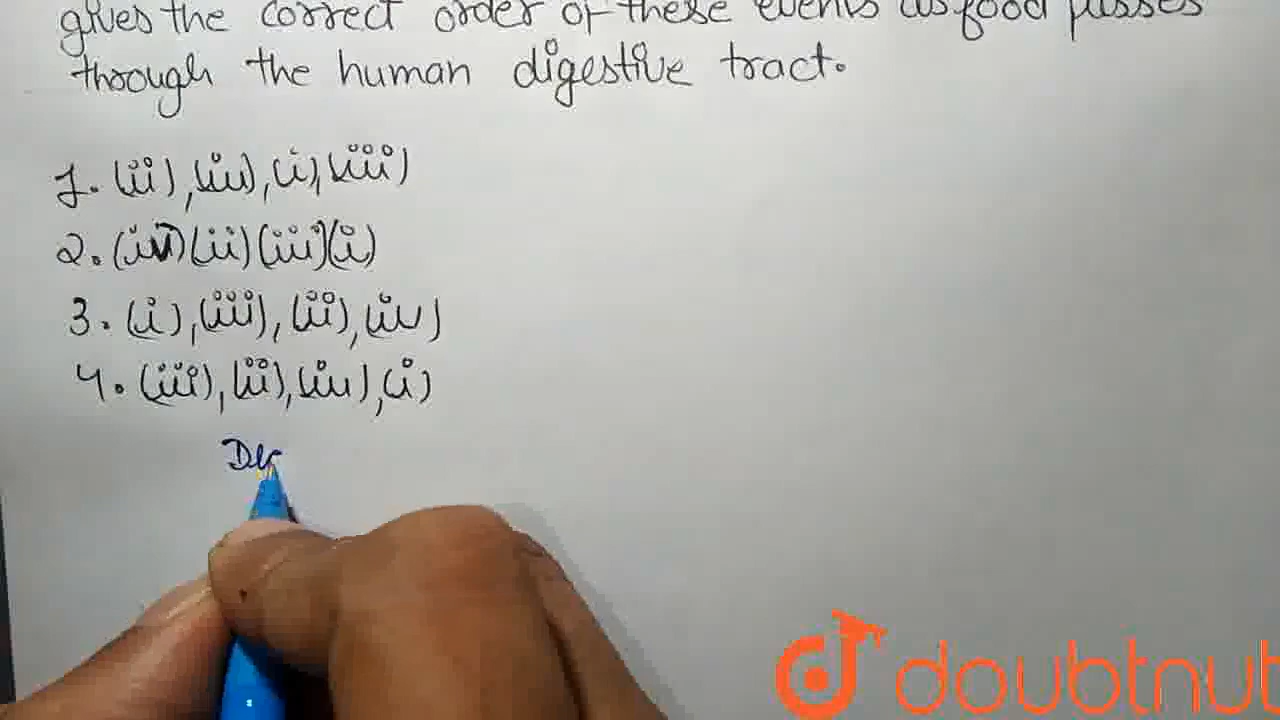 gives the correct order of these events as food passes
through the human digestive tract.
1. (ii), (iv), (i), (iii)
2. (iv) (ii) (iii) (i)
3. (i), (iii), (ii), (iv)
4. (iii), (ii), (iv), (i)
doubtnut